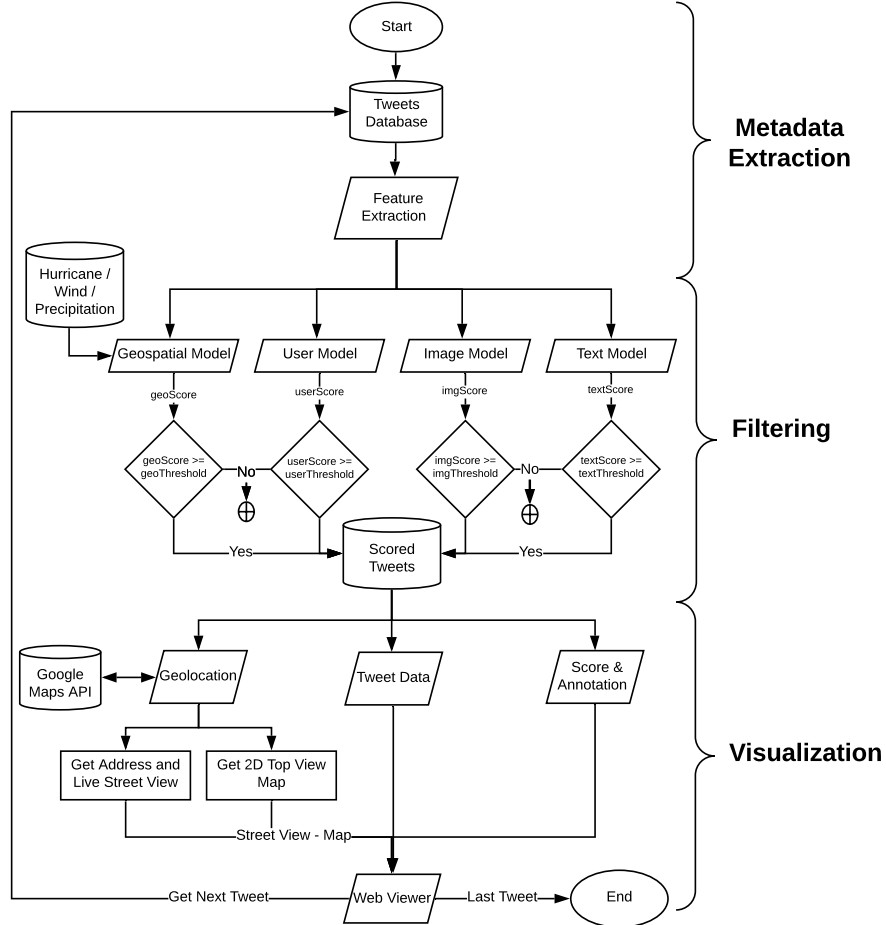 Start
Tweets
Database
Metadata
Extraction
Feature
Extraction
Hurricane /
Wind /
Precipitation
Geospatial Model
User Model
Image Model
Text Model
geoScore
userScore
imgScore
textScore
Filtering
geoScore >=
geoThreshold
No
userScore >=
userThreshold
imgScore >=
imgThreshold
No
textScore >=
textThreshold
Yes
Scored
Tweets
Yes
Google
Maps API
Geolocation
Tweet Data
Score &
Annotation
Visualization
Get Address and
Live Street View
Get 2D Top View
Map
Street View - Map
Get Next Tweet
Web Viewer
Last Tweet
End